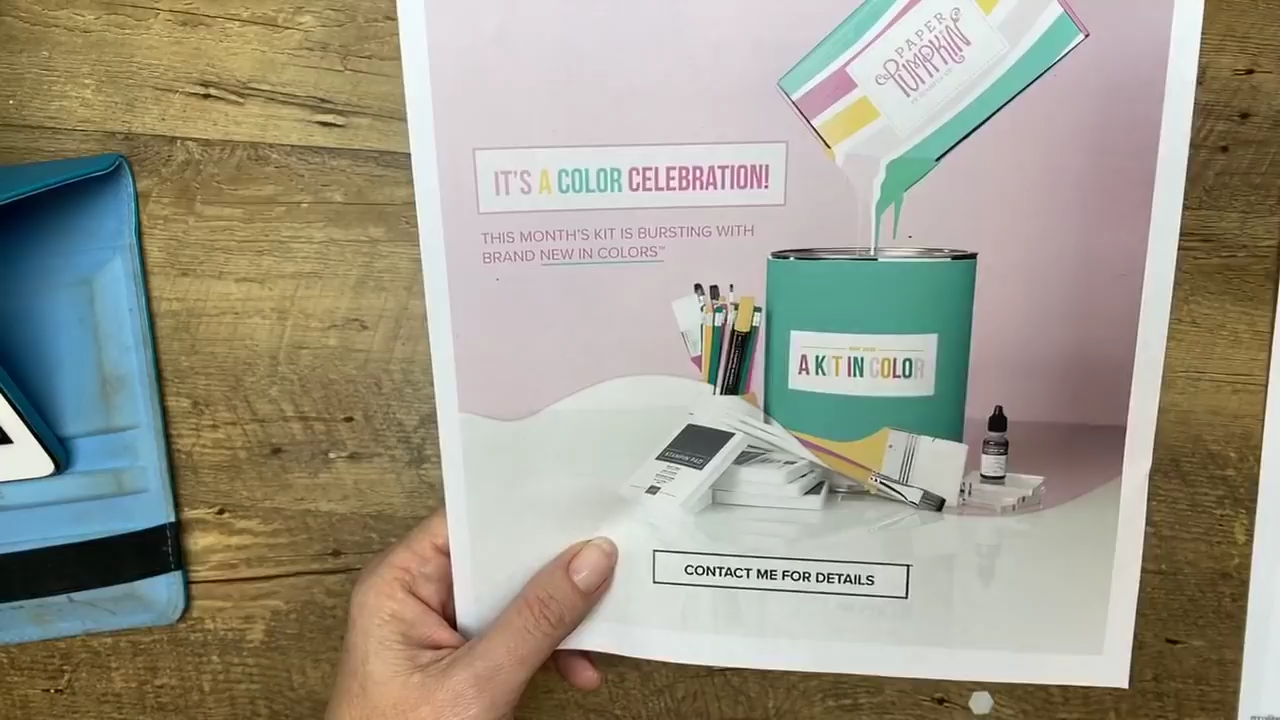 PAPER
PUMPKIN
IT'S A COLOR CELEBRATION!
THIS MONTH'S KIT IS BURSTING WITH
BRAND NEW IN COLORS™
A KIT IN COLOR
STAMPIN' PAD
CONTACT ME FOR DETAILS